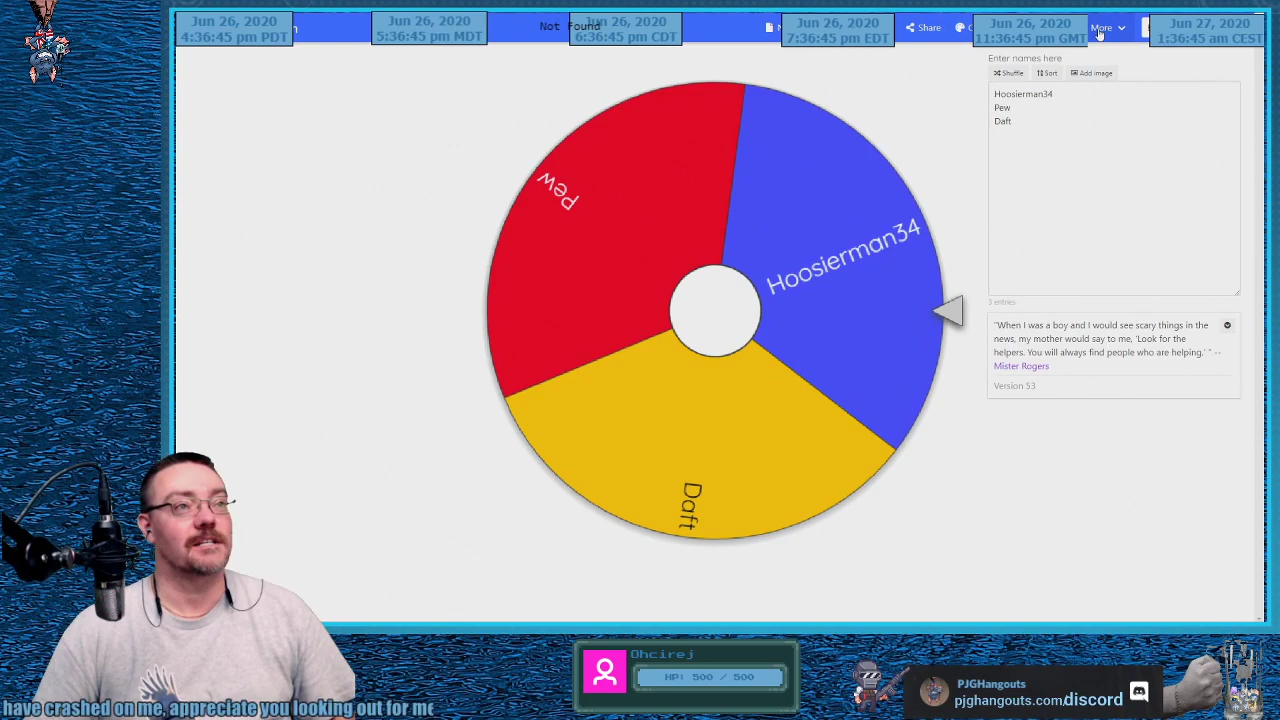 Jun 26, 2020
4:36:45 pm PDT
Jun 26, 2020
5:36:45 pm MDT
Not Found
Jun 26, 2020
6:36:45 pm CDT
Jun 26, 2020
7:36:45 pm EDT
Share
Jun 26, 2020
11:36:45 pm GMT
More
Jun 27, 2020
1:36:45 am CEST
Enter names here
Shuffle
Sort
Add image
Hoosierman34
Pew
Daft
3 entries
"When I was a boy and I would see scary things in the
news, my mother would say to me, 'Look for the
helpers. You will always find people who are helping.' " --
Mister Rogers
Version 53
Pew
Hoosierman34
Daft
Ohcirej
HP: 500 / 500
PJGHangouts
pjghangouts.com/discord
have crashed on me, appreciate you looking out for me